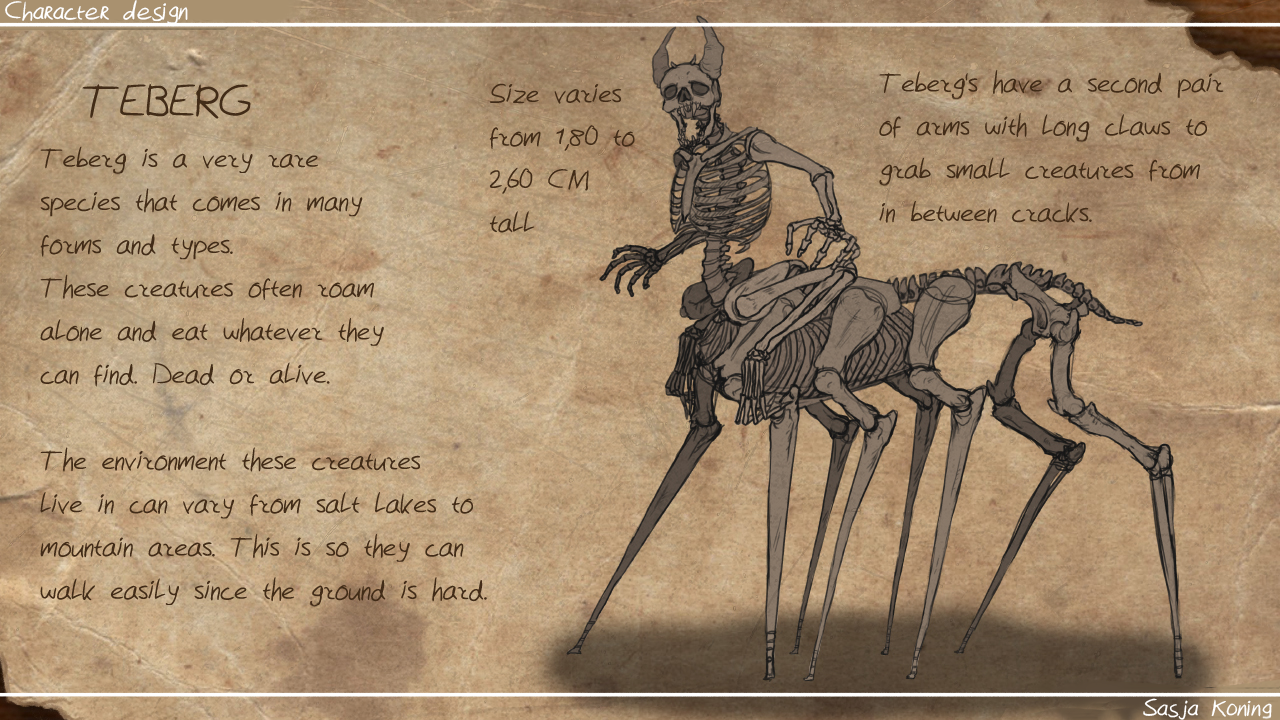 Character design
TEBERG
Teberg is a very rare
species that comes in many
forms and types.
These creatures often roam
alone and eat whatever they
can find. Dead or alive.
The environment these creatures
live in can vary from salt lakes to
mountain areas. This is so they can
walk easily since the ground is hard.
Size varies
from 1,80 to
2,60 CM
tall
Teberg's have a second pair
of arms with long claws to
grab small creatures from
in between cracks.
Sasja Koning